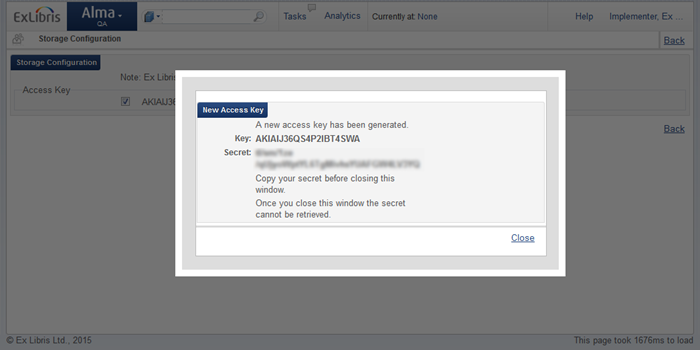 ExLibris Alma QA Tasks Analytics Currently at: None Help Implementer, Ex ...
Storage Configuration Back
Storage Configuration
Note: Ex Libris
Access Key
AKIAIJ36
Back
New Access Key
A new access key has been generated.
Key: AKIAIJ36QS4P2IBT4SWA
Secret:
Copy your secret before closing this
window.
Once you close this window the secret
cannot be retrieved.
Close
© Ex Libris Ltd., 2015 This page took 1676ms to load